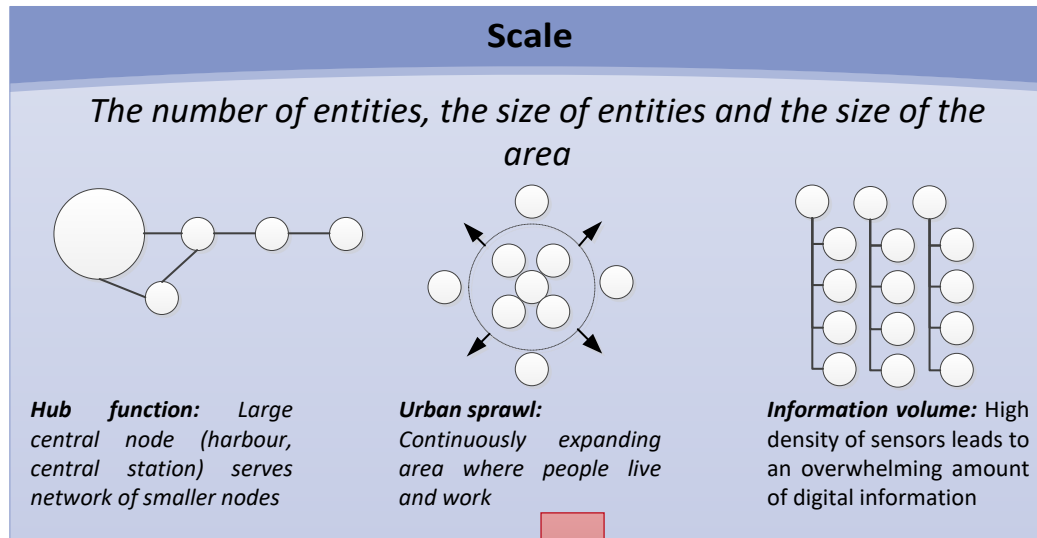 Scale
The number of entities, the size of entities and the size of the
area
Hub function: Large
central node (harbour,
central station) serves
network of smaller nodes
Urban sprawl:
Continuously expanding
area where people live
and work
Information volume: High
density of sensors leads to
an overwhelming amount
of digital information